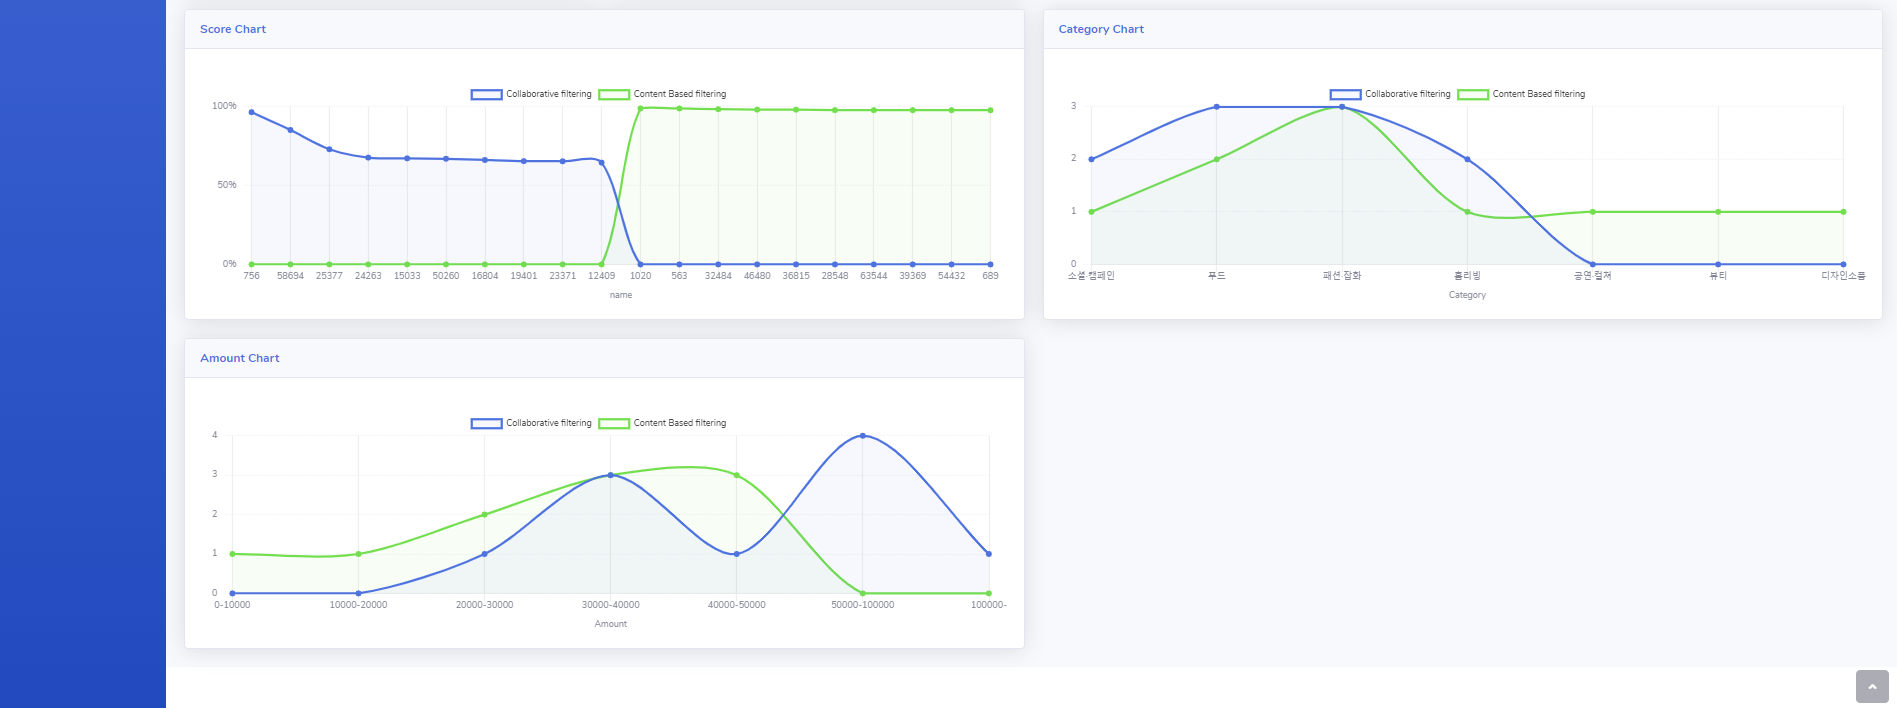 Score Chart
Collaborative filtering Content Based filtering
100%
50%
0%
756 58694 25377 24263 15033 50260 16804 19401 23371 12409 1020 563 32484 46480 36815 28548 63544 39369 54432 689
name
Category Chart
Collaborative filtering Content Based filtering
3
2
1
0
소셜·캠페인 푸드 패션·잡화 홈리빙 공연·컬쳐 뷰티 디자인소품
Category
Amount Chart
Collaborative filtering Content Based filtering
4
3
2
1
0
0-10000 10000-20000 20000-30000 30000-40000 40000-50000 50000-100000 100000-
Amount